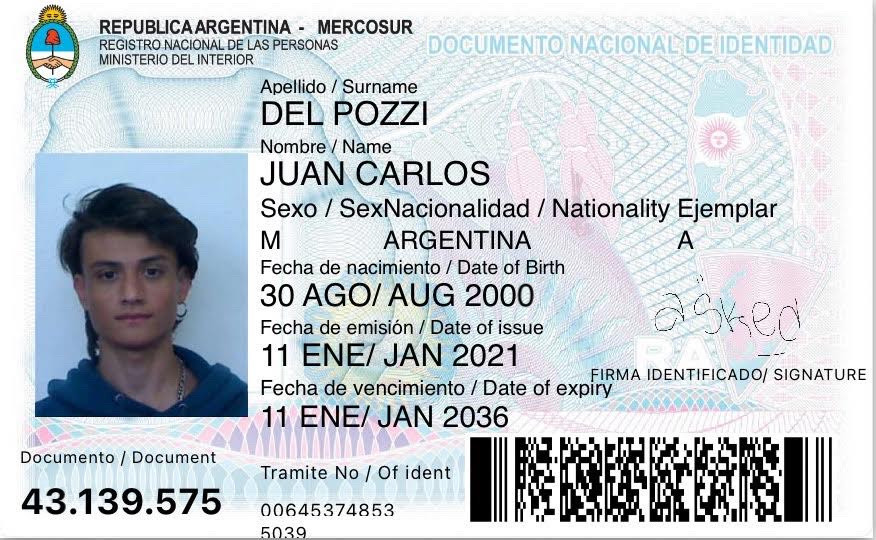 REPUBLICA ARGENTINA - MERCOSUR
REGISTRO NACIONAL DE LAS PERSONAS
MINISTERIO DEL INTERIOR
DOCUMENTO NACIONAL DE IDENTIDAD
Apellido / Surname
DEL POZZI
Nombre / Name
JUAN CARLOS
Sexo / SexNacionalidad / Nationality Ejemplar
M ARGENTINA A
Fecha de nacimiento / Date of Birth
30 AGO/ AUG 2000
Fecha de emisión / Date of issue
11 ENE/ JAN 2021
Fecha de vencimiento / Date of expiry
11 ENE/ JAN 2036
asked
RA
FIRMA IDENTIFICADO/ SIGNATURE
Documento / Document
43.139.575
Tramite No / Of ident
00645374853
5039